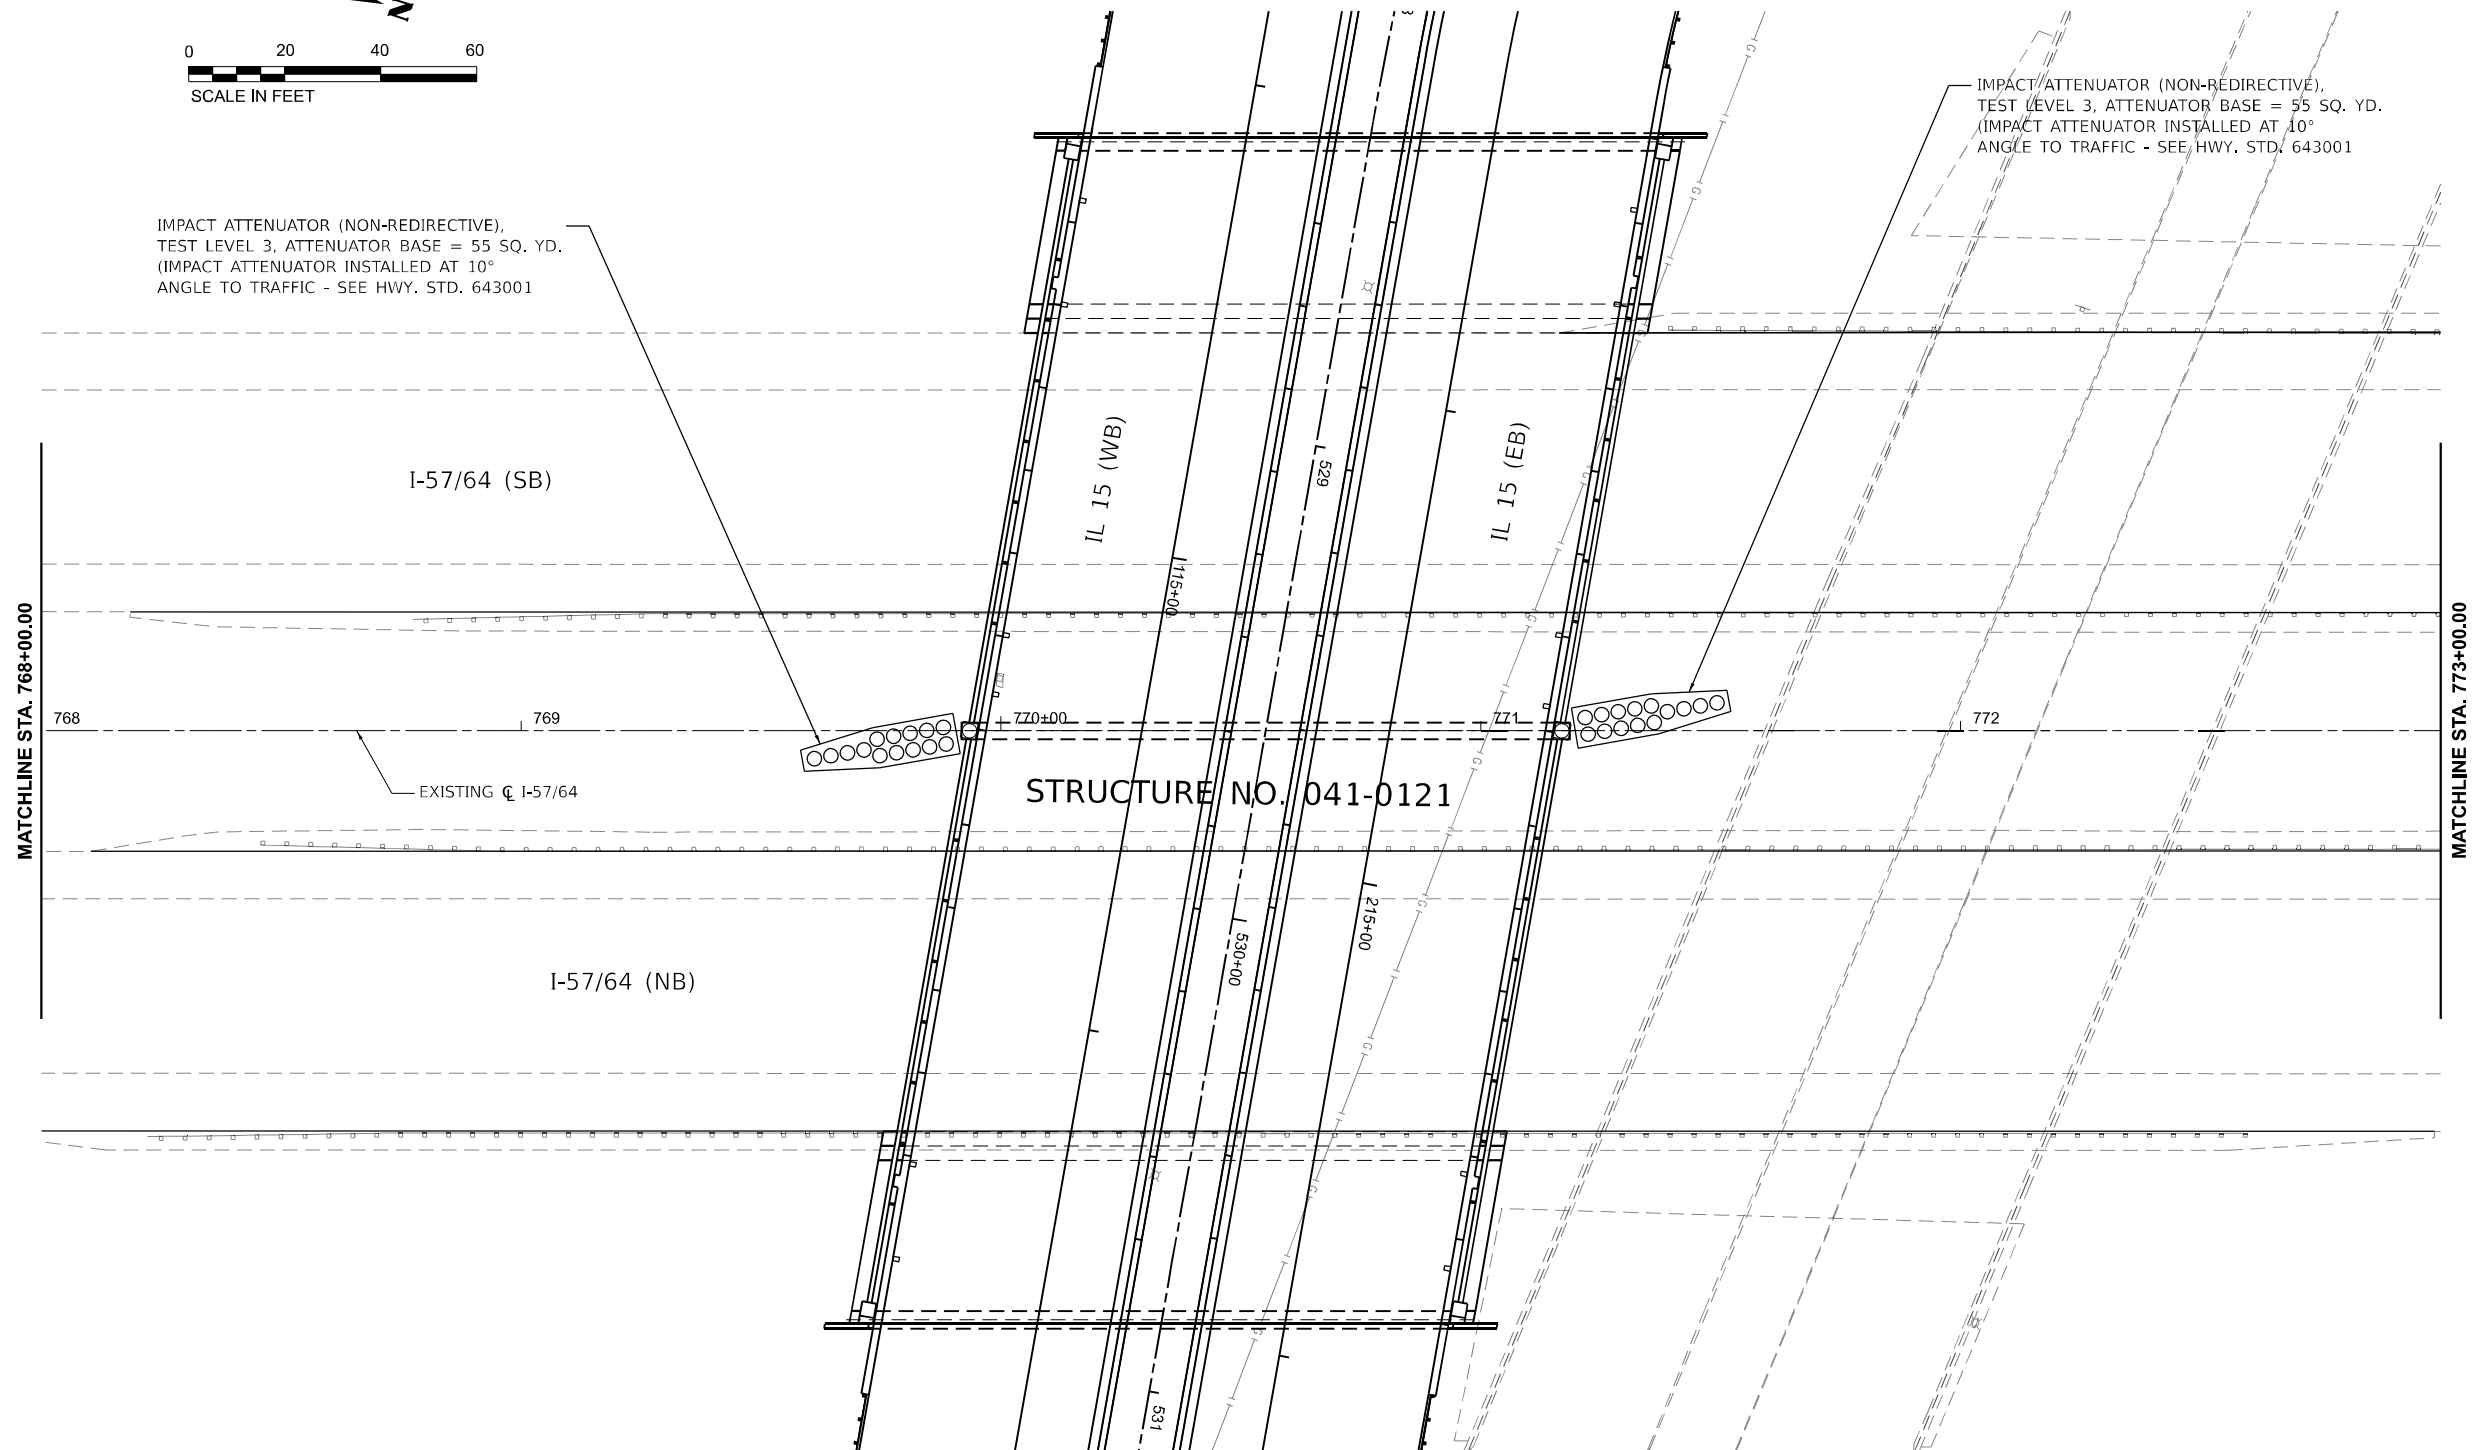 N
0 20 40 60
SCALE IN FEET
IMPACT ATTENUATOR (NON-REDIRECTIVE),
TEST LEVEL 3, ATTENUATOR BASE = 55 SQ. YD.
(IMPACT ATTENUATOR INSTALLED AT 10°
ANGLE TO TRAFFIC - SEE HWY. STD. 643001
IMPACT ATTENUATOR (NON-REDIRECTIVE),
TEST LEVEL 3, ATTENUATOR BASE = 55 SQ. YD.
(IMPACT ATTENUATOR INSTALLED AT 10°
ANGLE TO TRAFFIC - SEE HWY. STD. 643001
I-57/64 (SB)
IL 15 (WB)
529
IL 15 (EB)
115+00
MATCHLINE STA. 768+00.00
768
769
770+00
771
772
MATCHLINE STA. 773+00.00
EXISTING ℄ I-57/64
STRUCTURE NO. 041-0121
530+00
215+00
I-57/64 (NB)
531
G
G
G
G
G
G
G
G
G
G